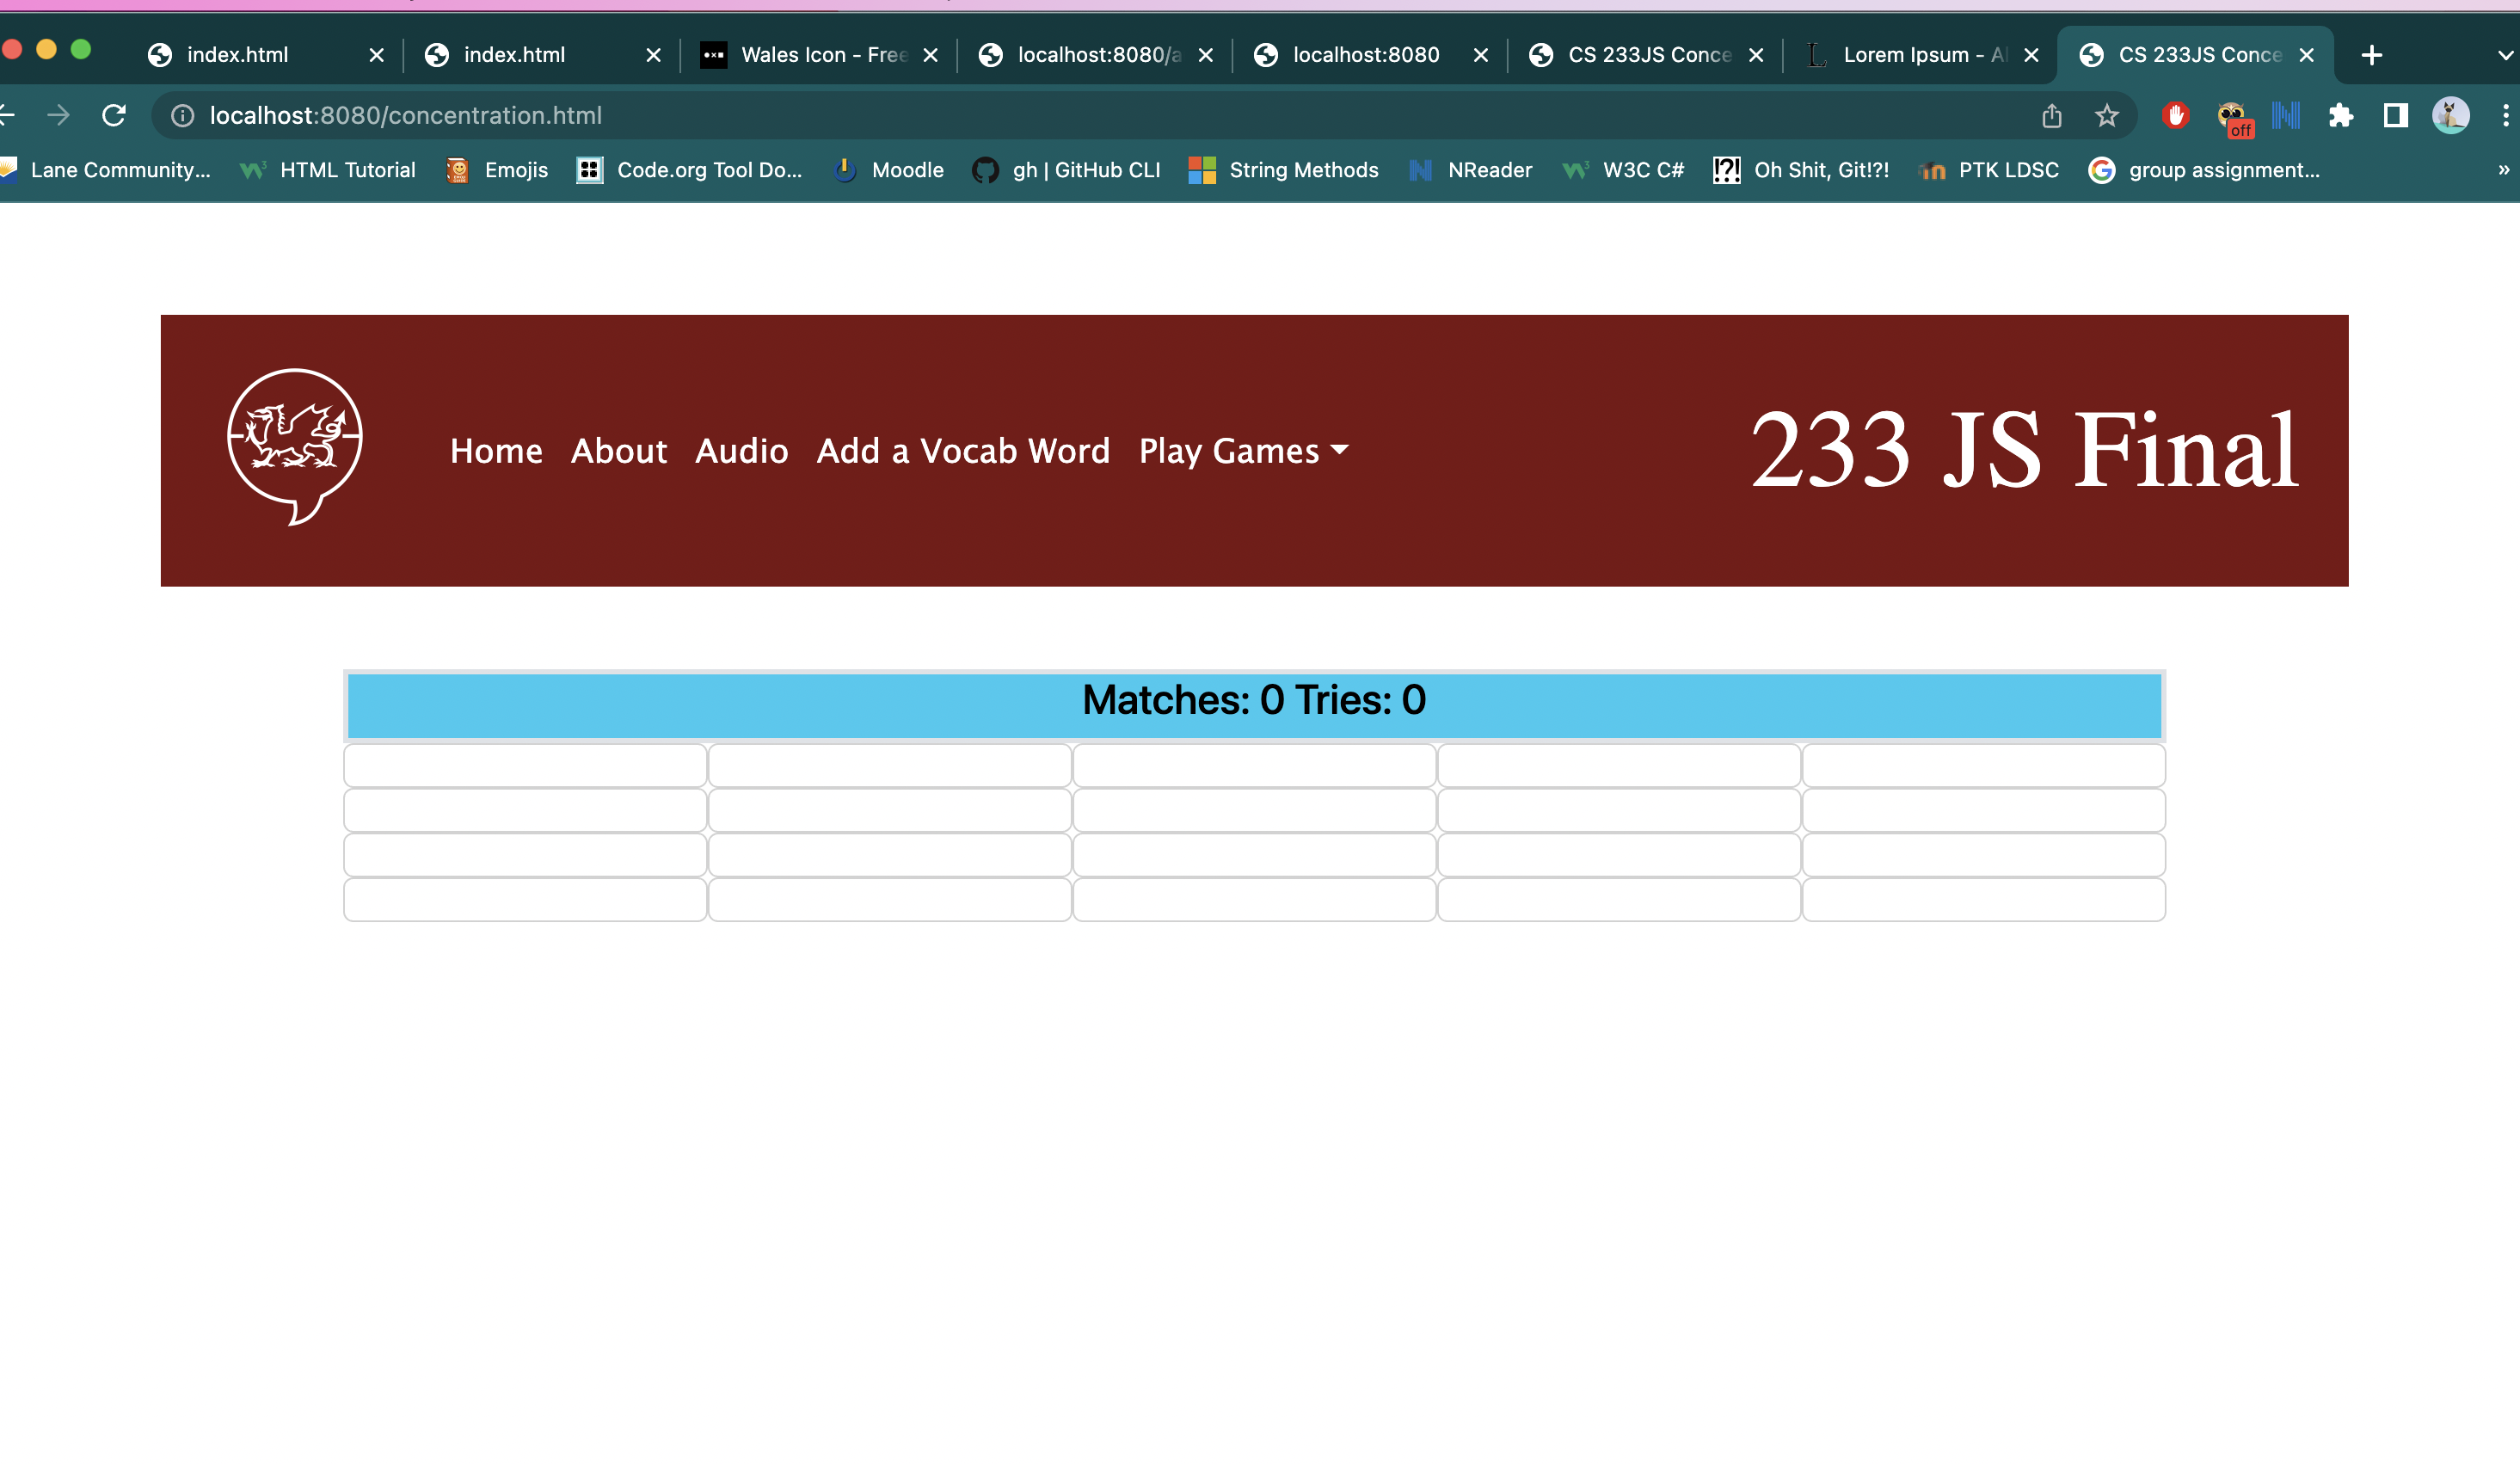 index.html index.html Wales Icon - Free localhost:8080/a localhost:8080 CS 233JS Conce Lorem Ipsum - Al CS 233JS Conce
localhost:8080/concentration.html
off
Lane Community... HTML Tutorial Emojis Code.org Tool Do... Moodle gh | GitHub CLI String Methods NReader W3C C# Oh Shit, Git!?! PTK LDSC group assignment... »
Home About Audio Add a Vocab Word Play Games
233 JS Final
Matches: 0 Tries: 0